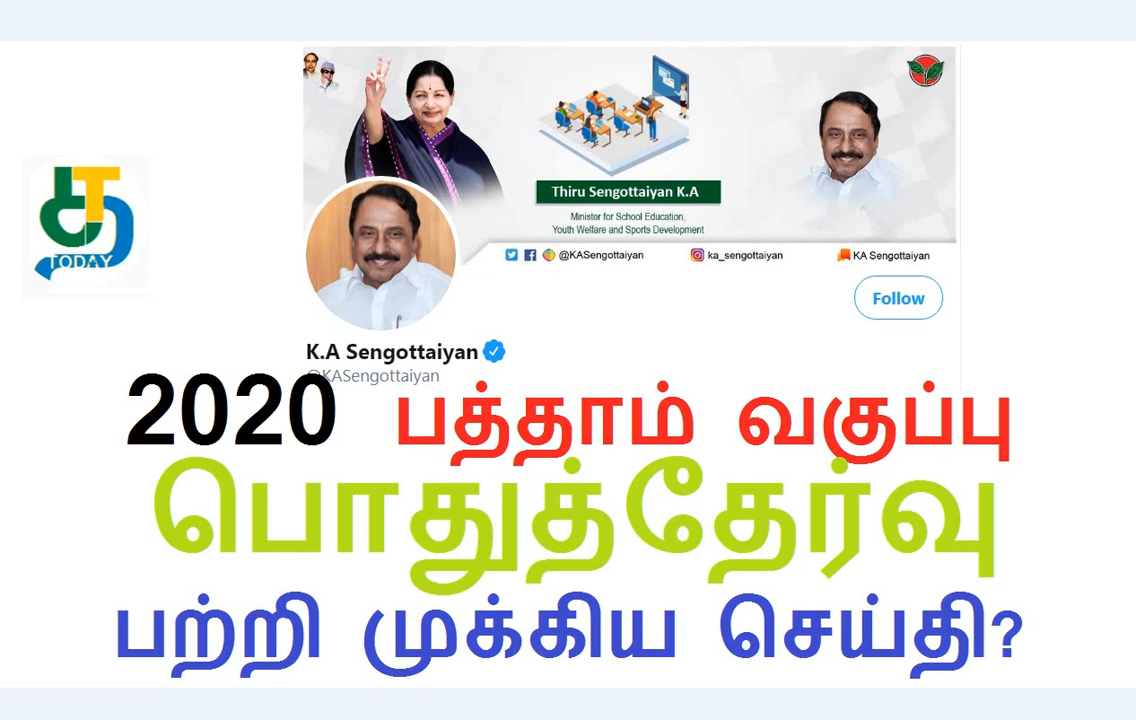 Thiru Sengottaiyan K.A
Minister for School Education,
Youth Welfare and Sports Development
@KASengottaiyan ka_sengottaiyan KA Sengottaiyan
TODAY
Follow
K.A Sengottaiyan
@KASengottaiyan
2020 பத்தாம் வகுப்பு
பொதுத்தேர்வு
பற்றி முக்கிய செய்தி?